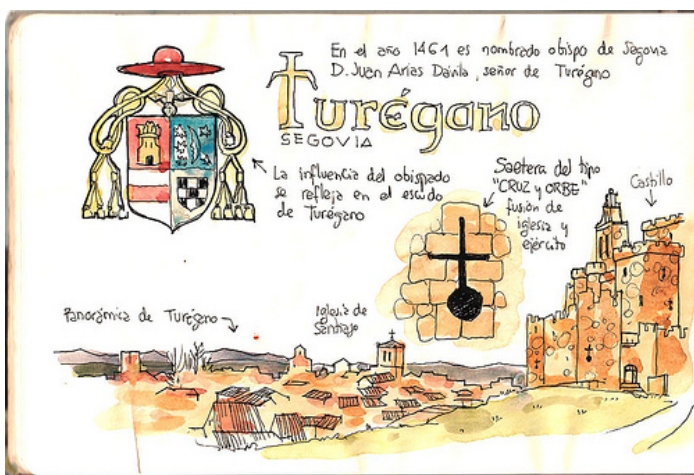 En el año 1461 es nombrado obispo de Segovia
D. Juan Arias Dávila, señor de Turégano
Turégano
SEGOVIA
La influencia del obispado
se refleja en el escudo
de Turégano
Saetera del tipo
"CRUZ y ORBE"
fusión de
iglesia y
ejército
Castillo
Panorámica de Turégano
Iglesia de
Santiago